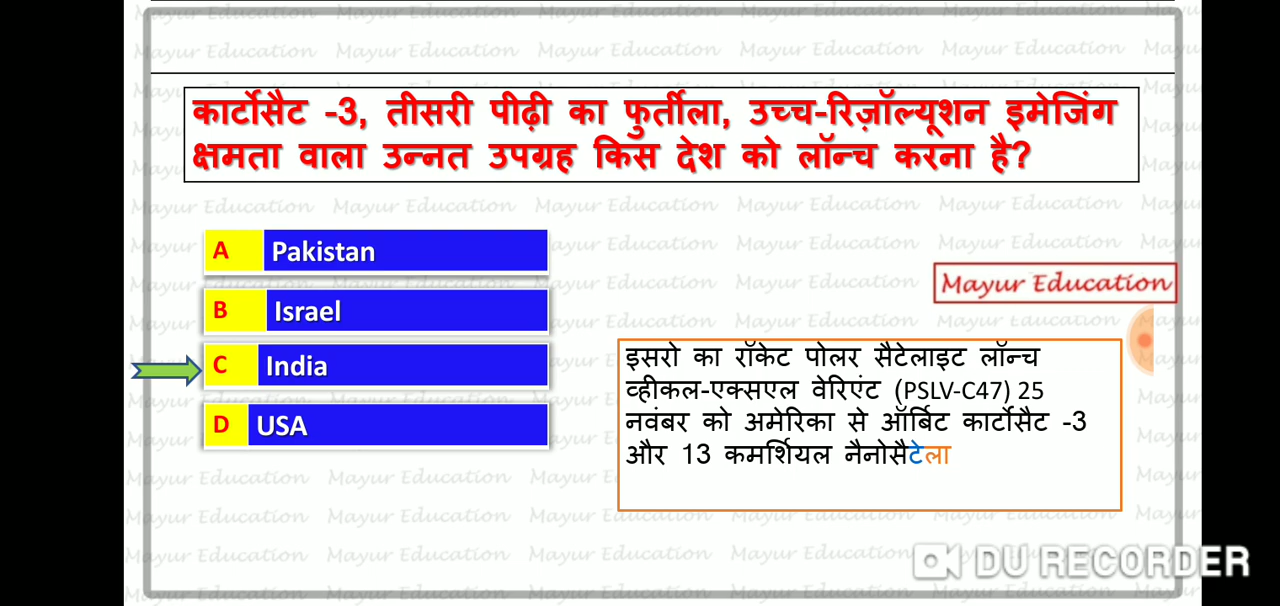 कार्टोसैट -3, तीसरी पीढ़ी का फुर्तीला, उच्च-रिज़ॉल्यूशन इमेजिंग
क्षमता वाला उन्नत उपग्रह किस देश को लॉन्च करना है?
A Pakistan
B Israel
C India
D USA
Mayur Education
इसरो का रॉकेट पोलर सैटेलाइट लॉन्च
व्हीकल-एक्सएल वेरिएंट (PSLV-C47) 25
नवंबर को अमेरिका से ऑर्बिट कार्टोसैट -3
और 13 कमर्शियल नैनोसैटेला
DU RECORDER